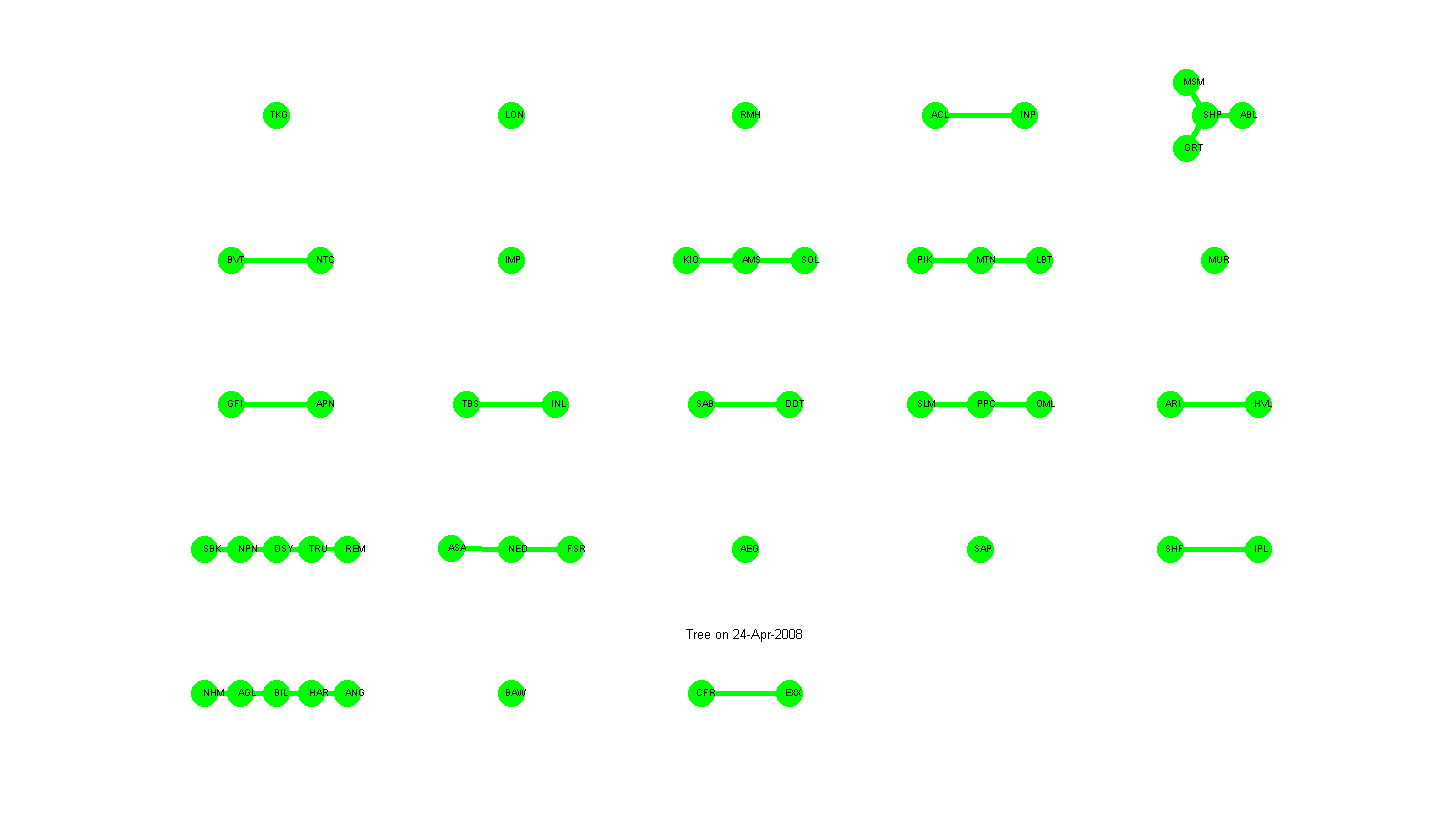 MSM
TKG LON RMH ACL INP SHP ABL
GRT
BVT NTC IMP KIO AMS SOL PIK MTN LBT MUR
GFI APN TBS INL SAB DDT SLM PPC OML ARI HVL
SBK NPN DSY TRU REM ASA NED FSR AEG SAP SHF IPL
Tree on 24-Apr-2008
NHM AGL BIL HAR ANG BAW CFR EXX